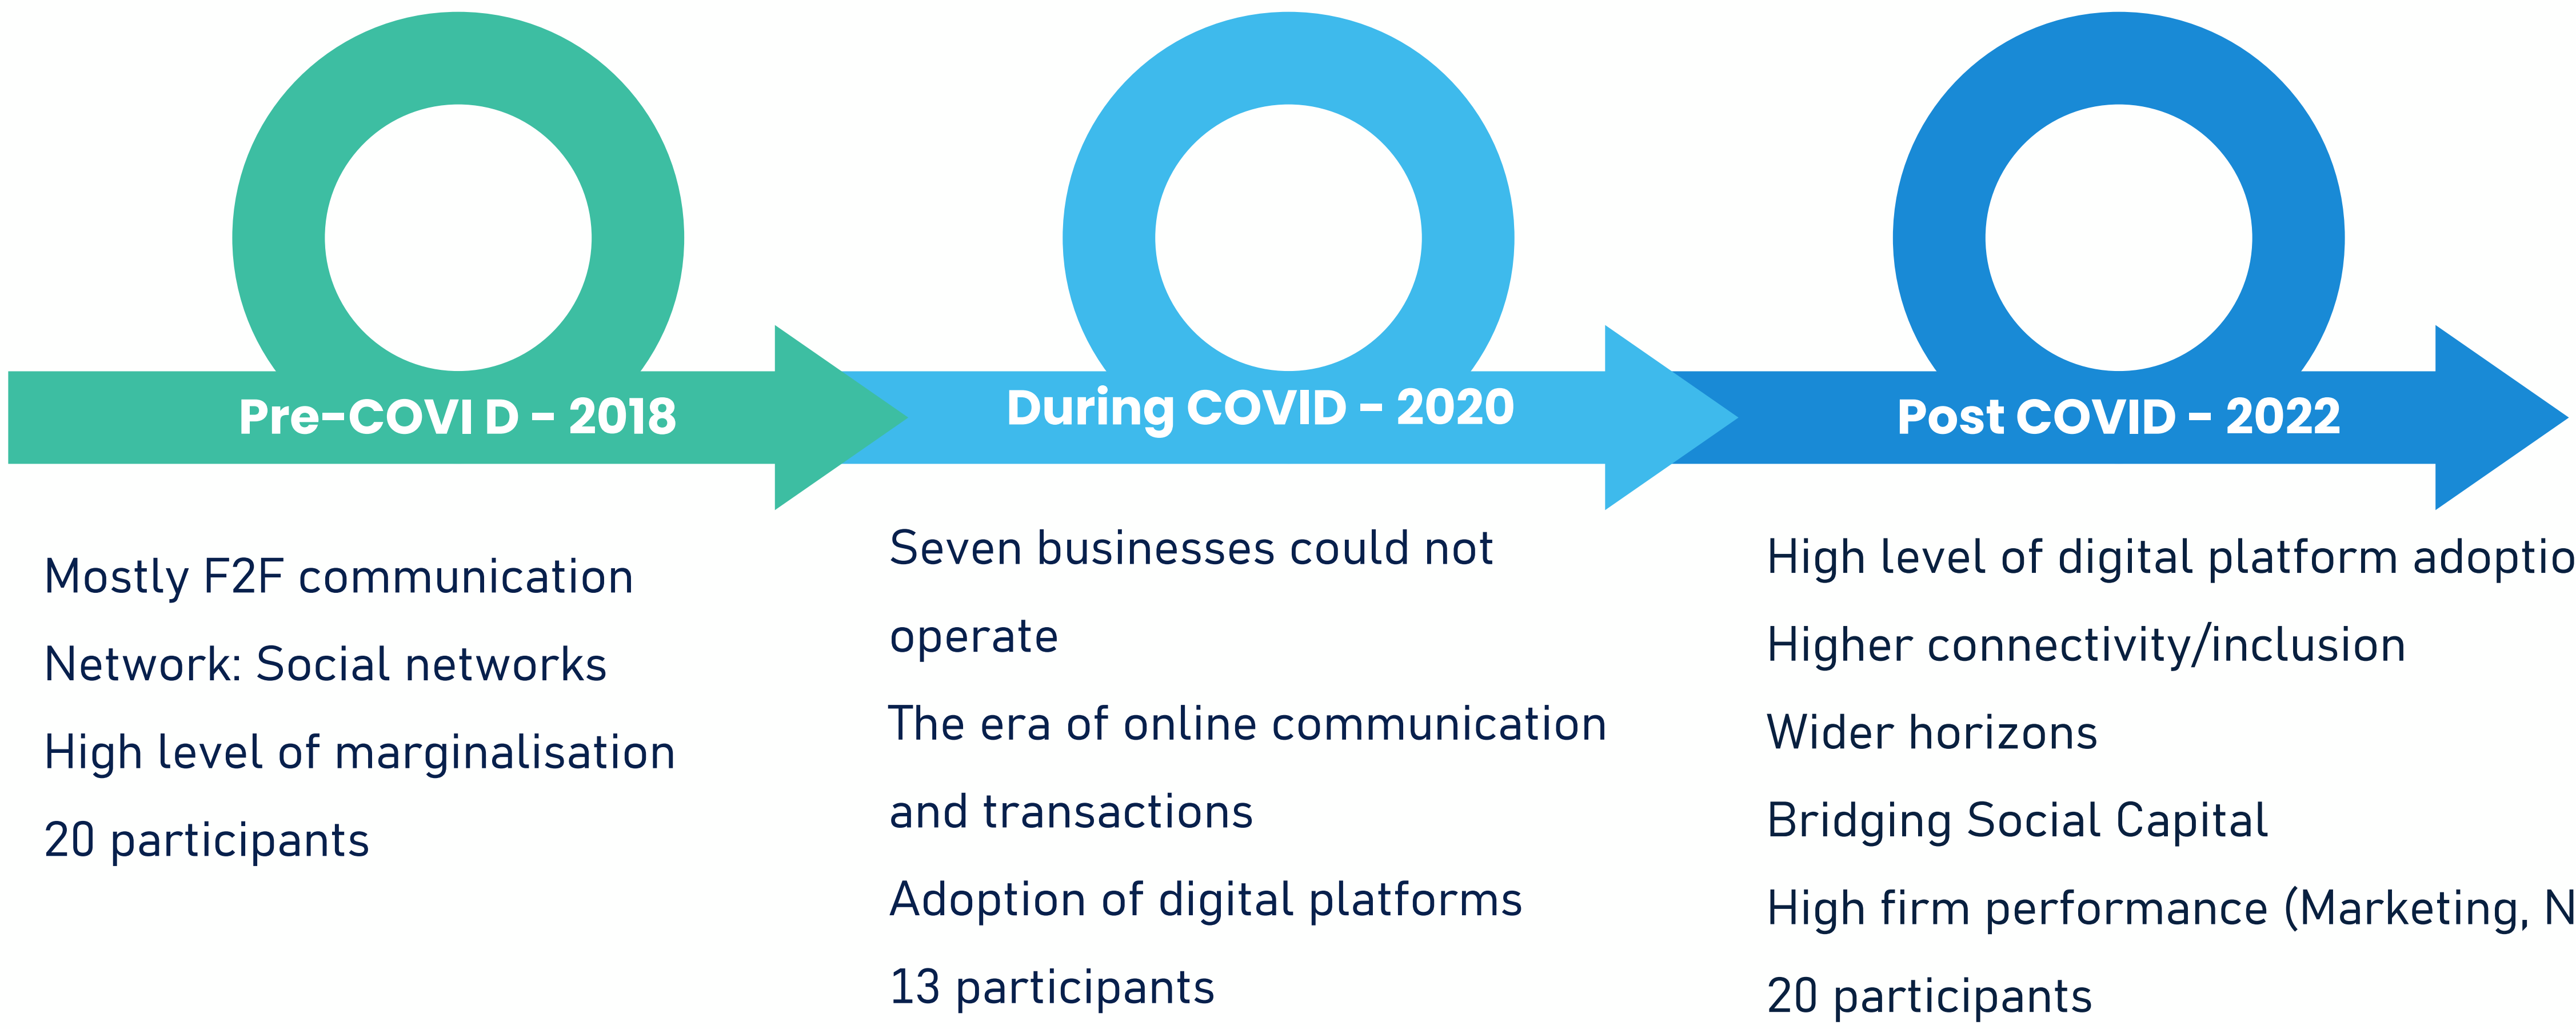 Pre-COVI D - 2018
Mostly F2F communication
Network: Social networks
High level of marginalisation
20 participants
During COVID - 2020
Seven businesses could not
operate
The era of online communication
and transactions
Adoption of digital platforms
13 participants
Post COVID - 2022
High level of digital platform adoptio
Higher connectivity/inclusion
Wider horizons
Bridging Social Capital
High firm performance (Marketing, N
20 participants